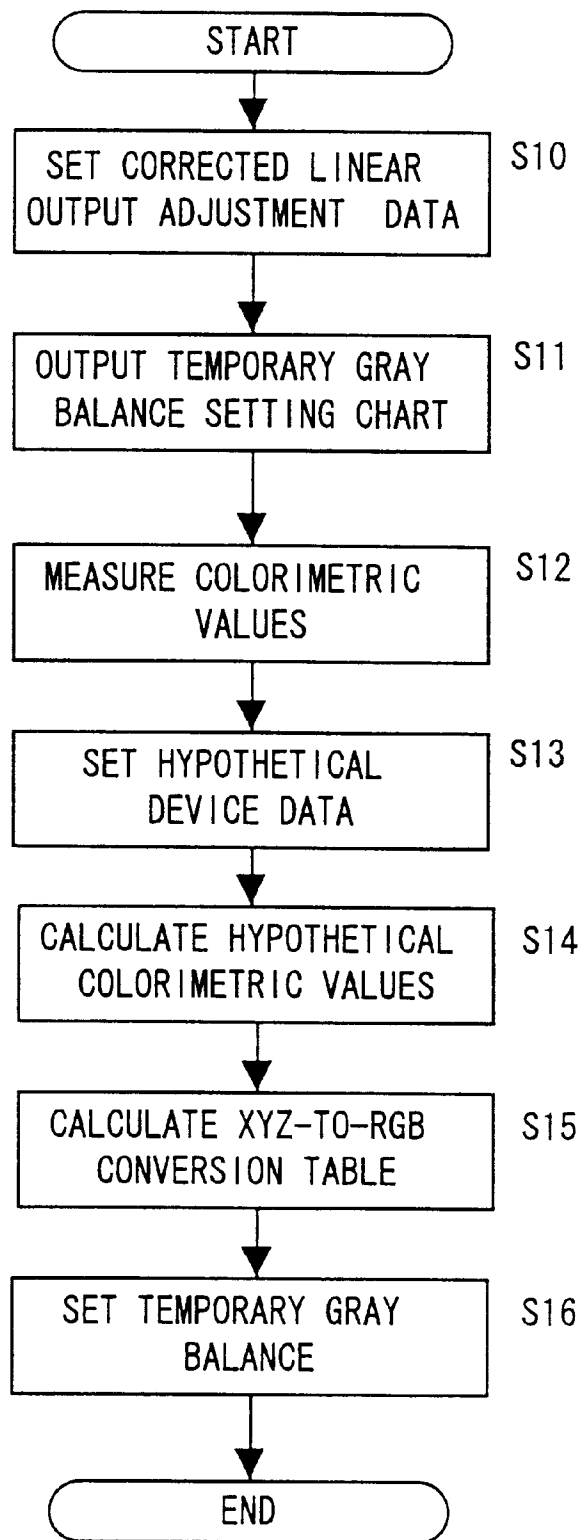 START
SET CORRECTED LINEAR
OUTPUT ADJUSTMENT DATA
S10
OUTPUT TEMPORARY GRAY
BALANCE SETTING CHART
S11
MEASURE COLORIMETRIC
VALUES
S12
SET HYPOTHETICAL
DEVICE DATA
S13
CALCULATE HYPOTHETICAL
COLORIMETRIC VALUES
S14
CALCULATE XYZ-TO-RGB
CONVERSION TABLE
S15
SET TEMPORARY GRAY
BALANCE
S16
END